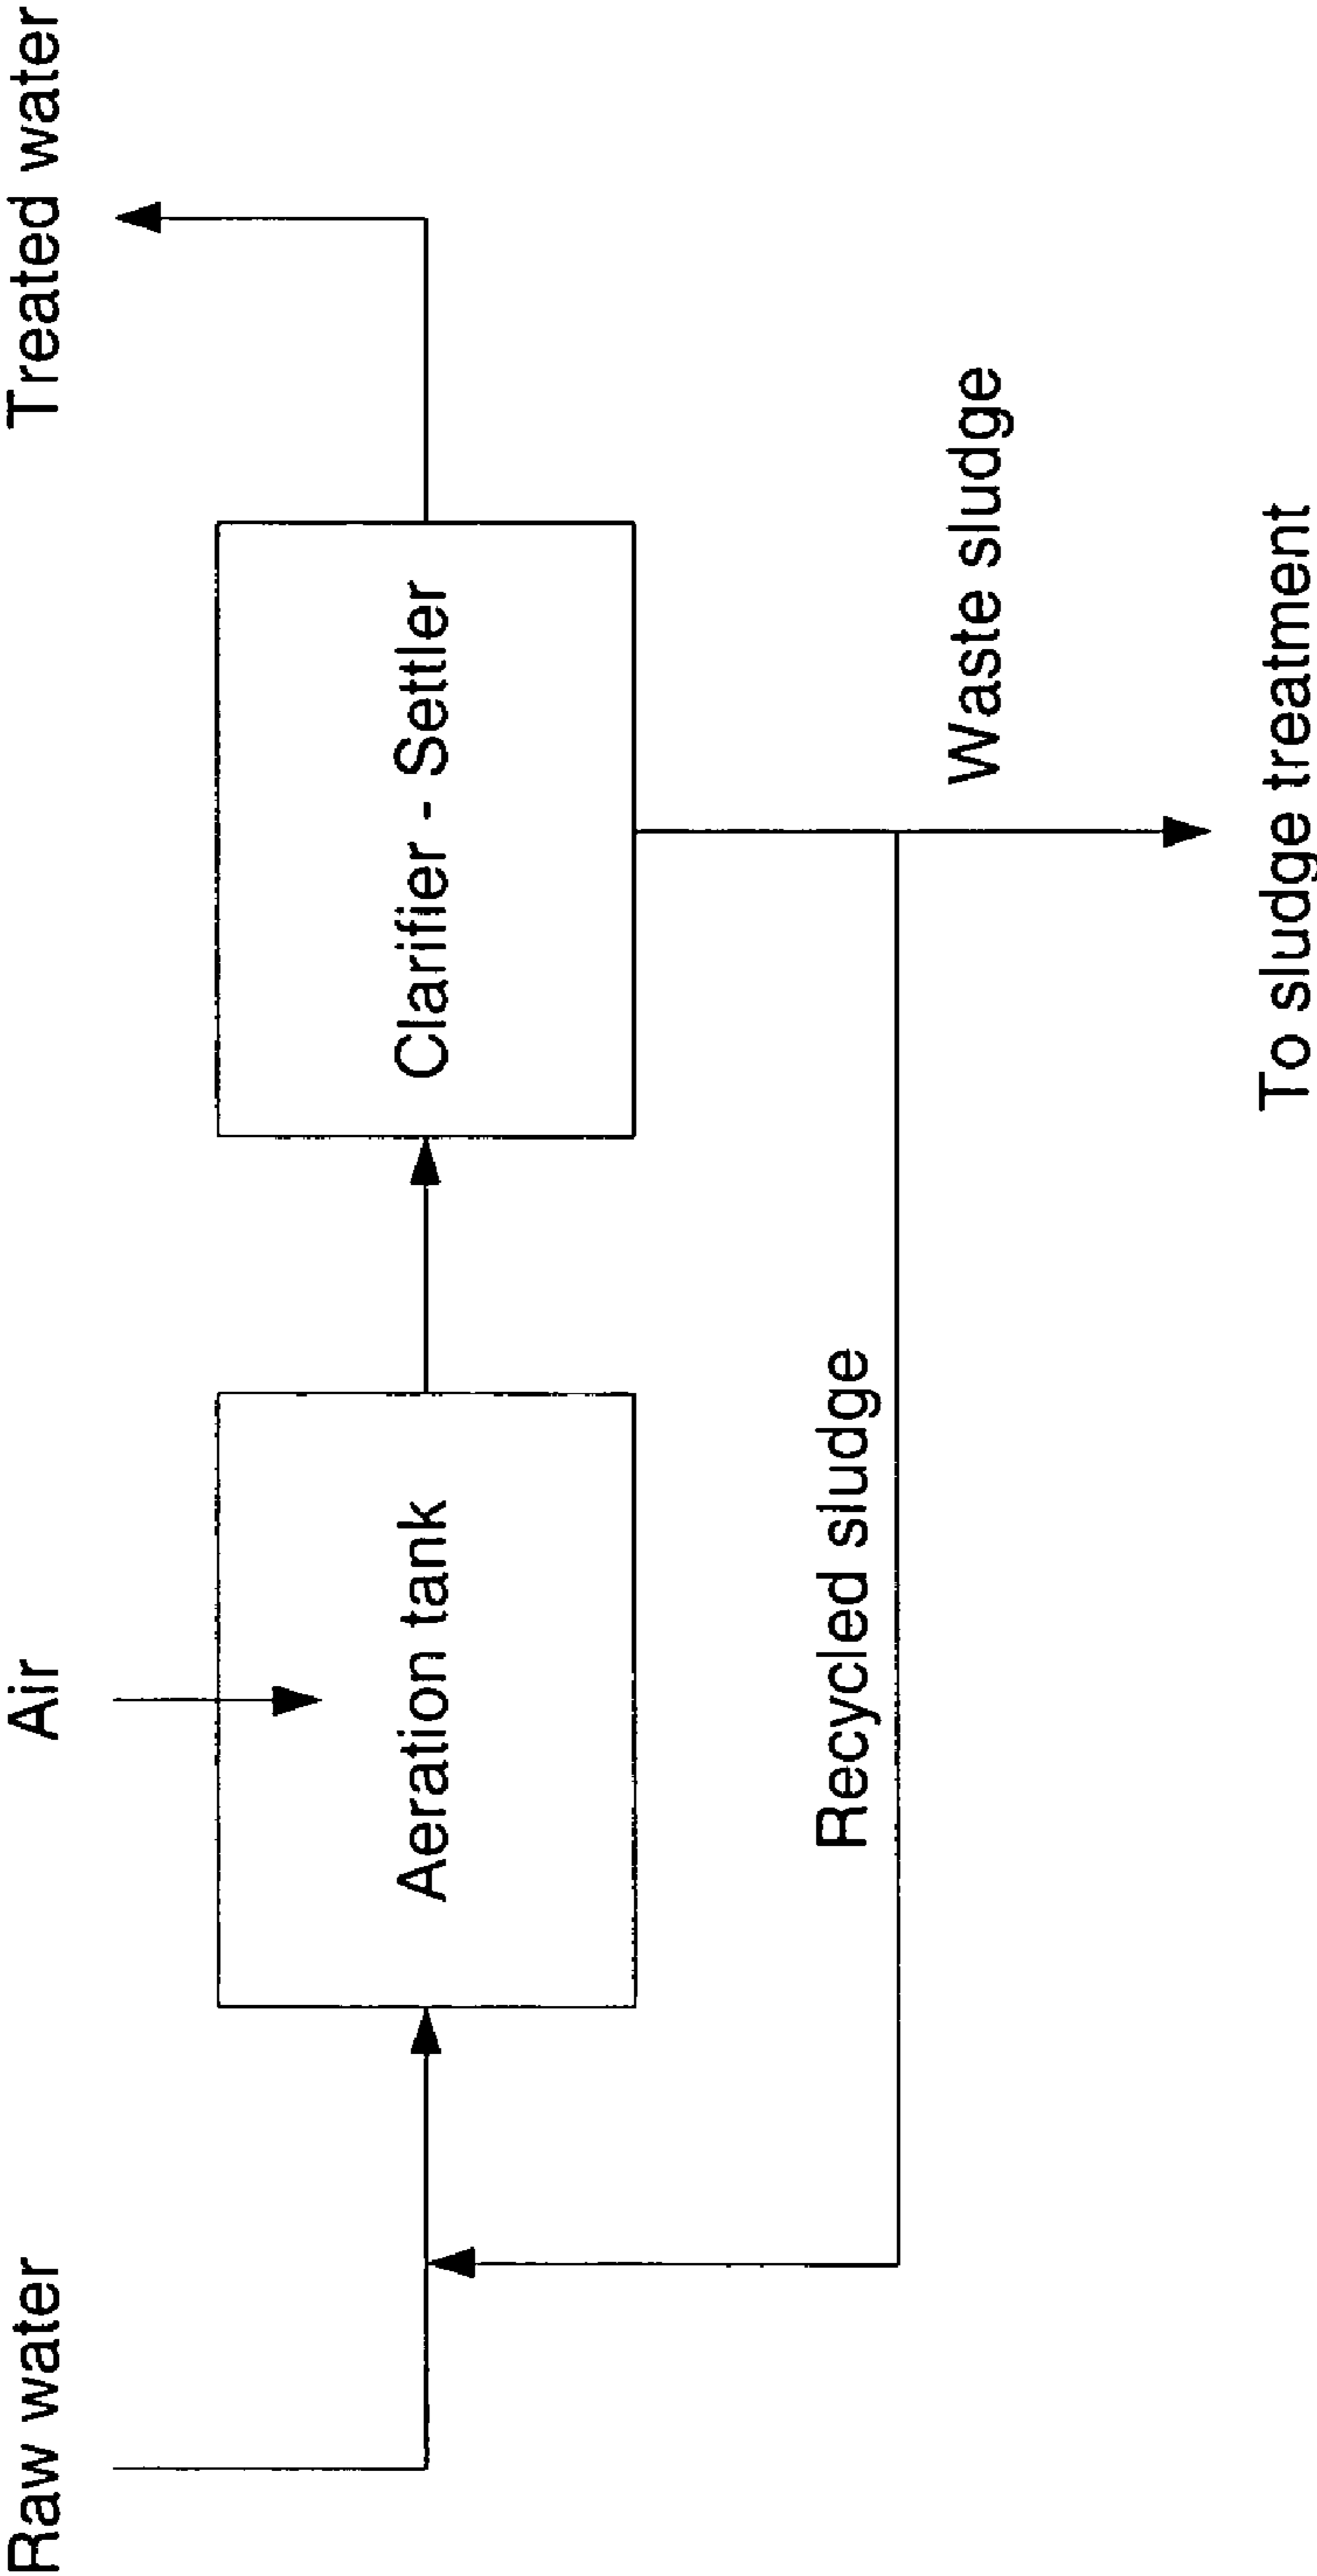 Raw water
Air
Treated water
Aeration tank
Clarifier - Settler
Recycled sludge
Waste sludge
To sludge treatment